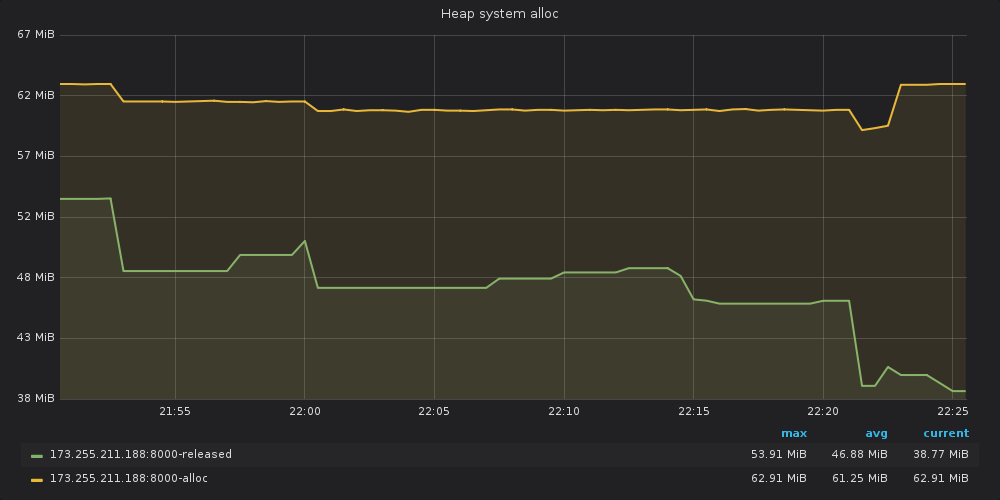 Heap system alloc
67 MiB
62 MiB
57 MiB
52 MiB
48 MiB
43 MiB
38 MiB
21:55 22:00 22:05 22:10 22:15 22:20 22:25
max avg current
173.255.211.188:8000-released 53.91 MiB 46.88 MiB 38.77 MiB
173.255.211.188:8000-alloc 62.91 MiB 61.25 MiB 62.91 MiB